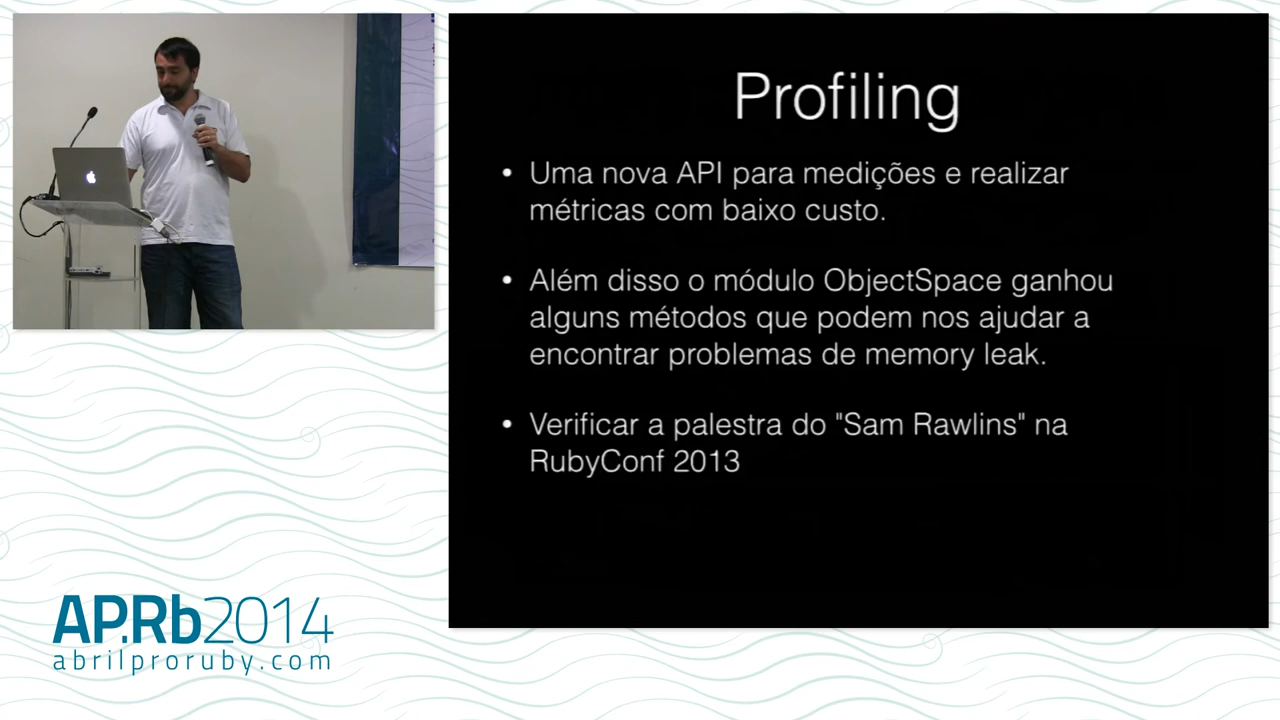 Profiling
• Uma nova API para medições e realizar
métricas com baixo custo.
• Além disso o módulo ObjectSpace ganhou
alguns métodos que podem nos ajudar a
encontrar problemas de memory leak.
• Verificar a palestra do "Sam Rawlins" na
RubyConf 2013
AP.Rb2014
abrilproruby.com